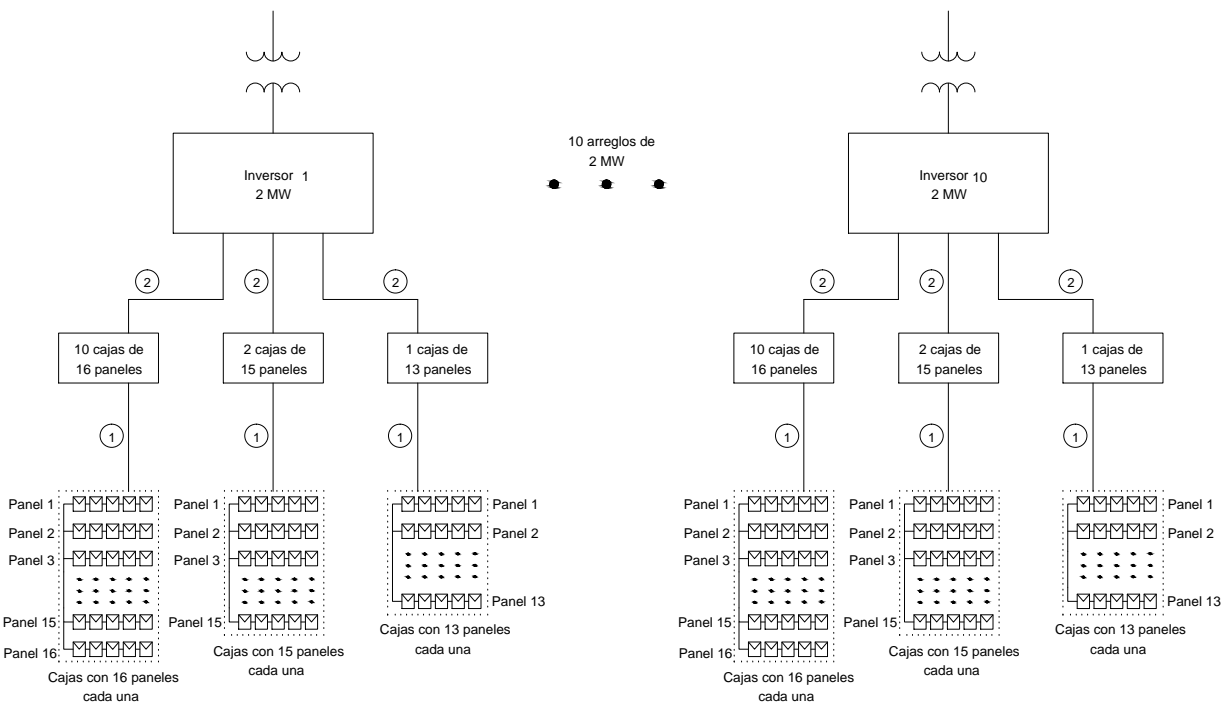 10 arreglos de
2 MW
Inversor 1
2 MW
Inversor 10
2 MW
2
2
2
2
2
2
10 cajas de
16 paneles
2 cajas de
15 paneles
1 cajas de
13 paneles
10 cajas de
16 paneles
2 cajas de
15 paneles
1 cajas de
13 paneles
1
1
1
1
1
1
Panel 1
Panel 2
Panel 3
Panel 15
Panel 16
Cajas con 16 paneles
cada una
Panel 1
Panel 2
Panel 3
Panel 15
Cajas con 15 paneles
cada una
Panel 1
Panel 2
Panel 13
Cajas con 13 paneles
cada una
Panel 1
Panel 2
Panel 3
Panel 15
Panel 16
Cajas con 16 paneles
cada una
Panel 1
Panel 2
Panel 3
Panel 15
Cajas con 15 paneles
cada una
Panel 1
Panel 2
Panel 13
Cajas con 13 paneles
cada una